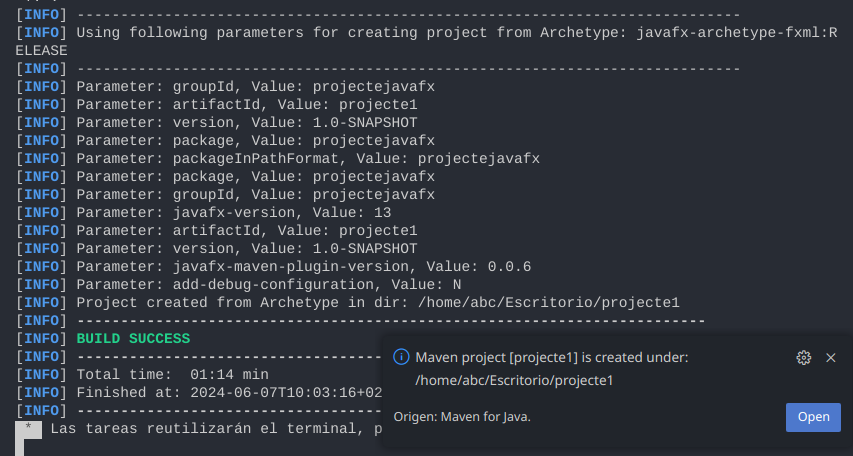 [INFO] ----------------------------------------------------------------------------
[INFO] Using following parameters for creating project from Archetype: javafx-archetype-fxml:R
ELEASE
[INFO] ----------------------------------------------------------------------------
[INFO] Parameter: groupId, Value: projectejavafx
[INFO] Parameter: artifactId, Value: projecte1
[INFO] Parameter: version, Value: 1.0-SNAPSHOT
[INFO] Parameter: package, Value: projectejavafx
[INFO] Parameter: packageInPathFormat, Value: projectejavafx
[INFO] Parameter: package, Value: projectejavafx
[INFO] Parameter: groupId, Value: projectejavafx
[INFO] Parameter: javafx-version, Value: 13
[INFO] Parameter: artifactId, Value: projecte1
[INFO] Parameter: version, Value: 1.0-SNAPSHOT
[INFO] Parameter: javafx-maven-plugin-version, Value: 0.0.6
[INFO] Parameter: add-debug-configuration, Value: N
[INFO] Project created from Archetype in dir: /home/abc/Escritorio/projecte1
[INFO] ------------------------------------------------------------------------
[INFO] BUILD SUCCESS
[INFO] -----------------------------------
[INFO] Total time:  01:14 min
[INFO] Finished at: 2024-06-07T10:03:16+02
[INFO] -----------------------------------
 *  Las tareas reutilizarán el terminal, p
Maven project [projecte1] is created under:
/home/abc/Escritorio/projecte1
Origen: Maven for Java.
Open